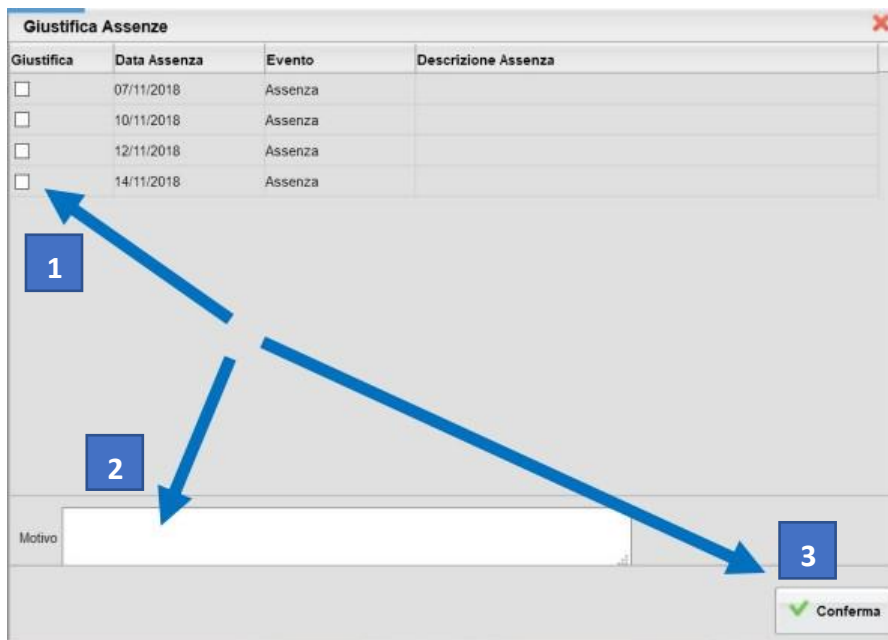 Giustifica Assenze
Giustifica Data Assenza Evento Descrizione Assenza
07/11/2018 Assenza
10/11/2018 Assenza
12/11/2018 Assenza
14/11/2018 Assenza
1
2
Motivo
3
Conferma